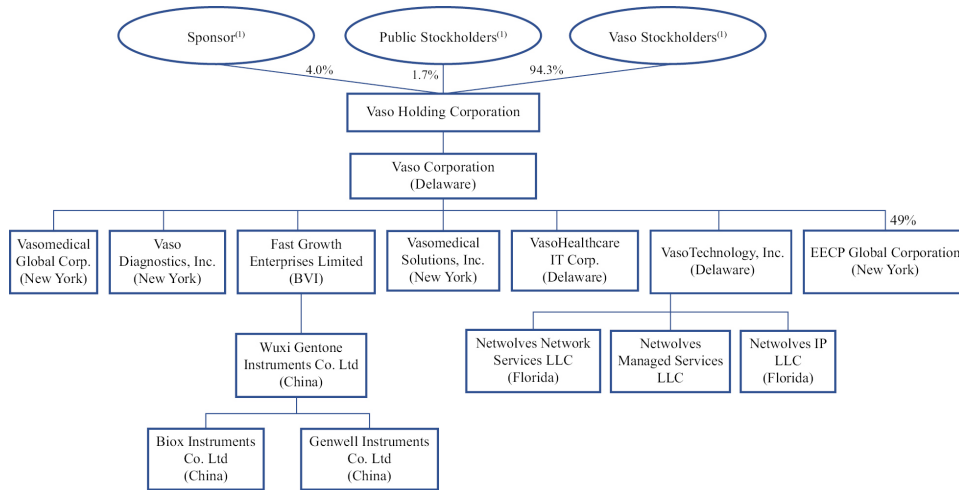 Sponsor(1)
Public Stockholders(1)
Vaso Stockholders(1)
4.0%
1.7%
94.3%
Vaso Holding Corporation
Vaso Corporation
(Delaware)
49%
Vasomedical
Global Corp.
(New York)
Vaso
Diagnostics, Inc.
(New York)
Fast Growth
Enterprises Limited
(BVI)
Vasomedical
Solutions, Inc.
(New York)
VasoHealthcare
IT Corp.
(Delaware)
VasoTechnology, Inc.
(Delaware)
EECP Global Corporation
(New York)
Wuxi Gentone
Instruments Co. Ltd
(China)
Netwolves Network
Services LLC
(Florida)
Netwolves
Managed Services
LLC
Netwolves IP
LLC
(Florida)
Biox Instruments
Co. Ltd
(China)
Genwell Instruments
Co. Ltd
(China)